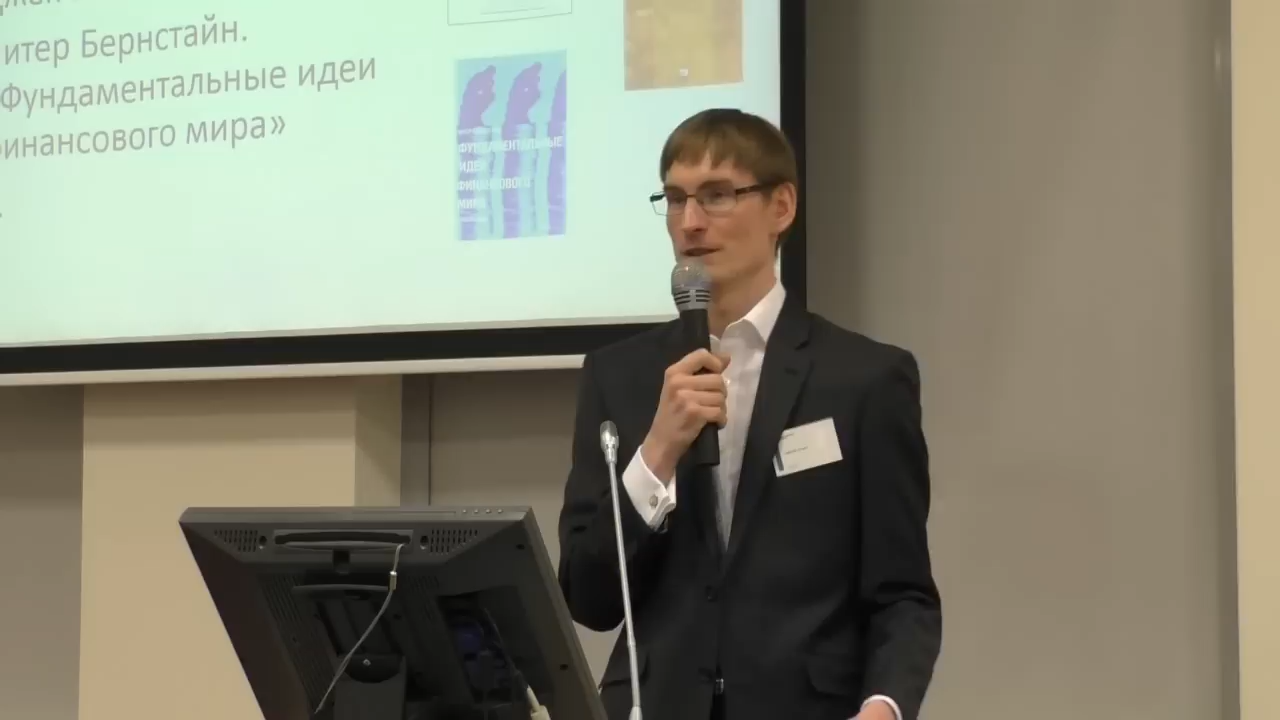 итер Бернстайн.
Фундаментальные идеи
инансового мира»
ФУНДАМЕНТАЛЬНЫЕ
ИДЕИ
ФИНАНСОВОГО
МИРА